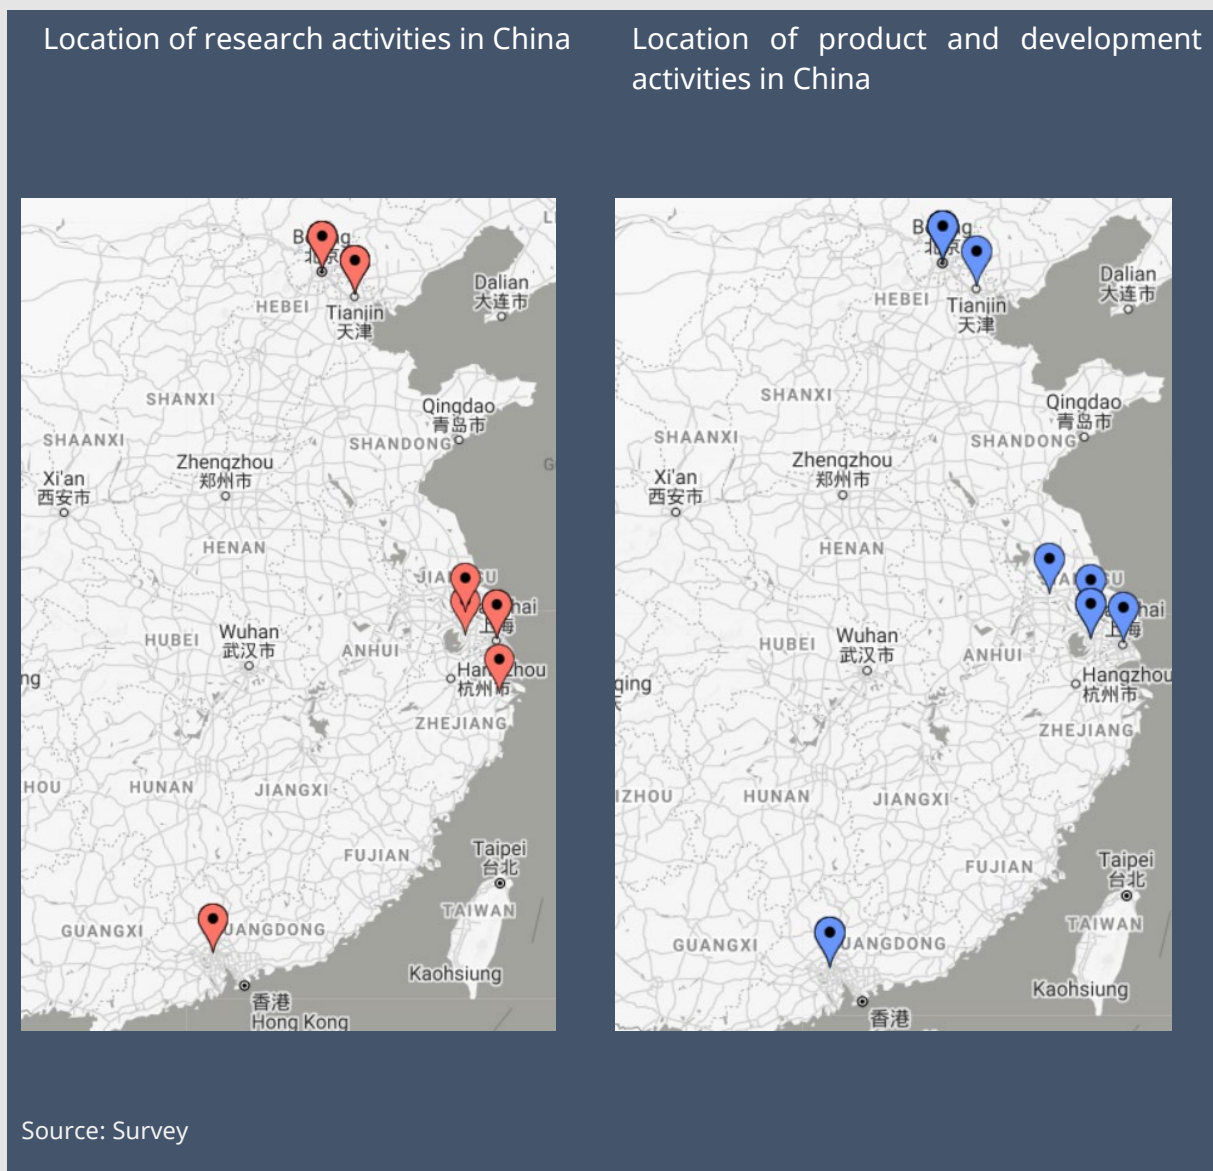 Location of research activities in China
Location of product and development
activities in China
北京
HEBEI
Tianjin
天津
Dalian
大连市
SHANXI
Qingdao
青岛市
SHAANXI
SHANDONG
Zhengzhou
郑州市
Xi'an
西安市
HENAN
HUBEI
Wuhan
武汉市
ANHUI
杭州市
ZHEJIANG
HUNAN
JIANGXI
FUJIAN
Taipei
台北
TAIWAN
GUANGXI
UANGDONG
Kaohsiung
香港
Hong Kong
HEBEI
Tianjin
天津
Dalian
大连市
SHANXI
Qingdao
青岛市
SHAANXI
SHANDONG
Zhengzhou
郑州市
Xi'an
西安市
HENAN
HUBEI
Wuhan
武汉市
ANHUI
Hangzhou
杭州市
ZHEJIANG
IZHOU
HUNAN
JIANGXI
FUJIAN
Taipei
台北
TAIWAN
GUANGXI
UANGDONG
Kaohsiung
香港
Source: Survey